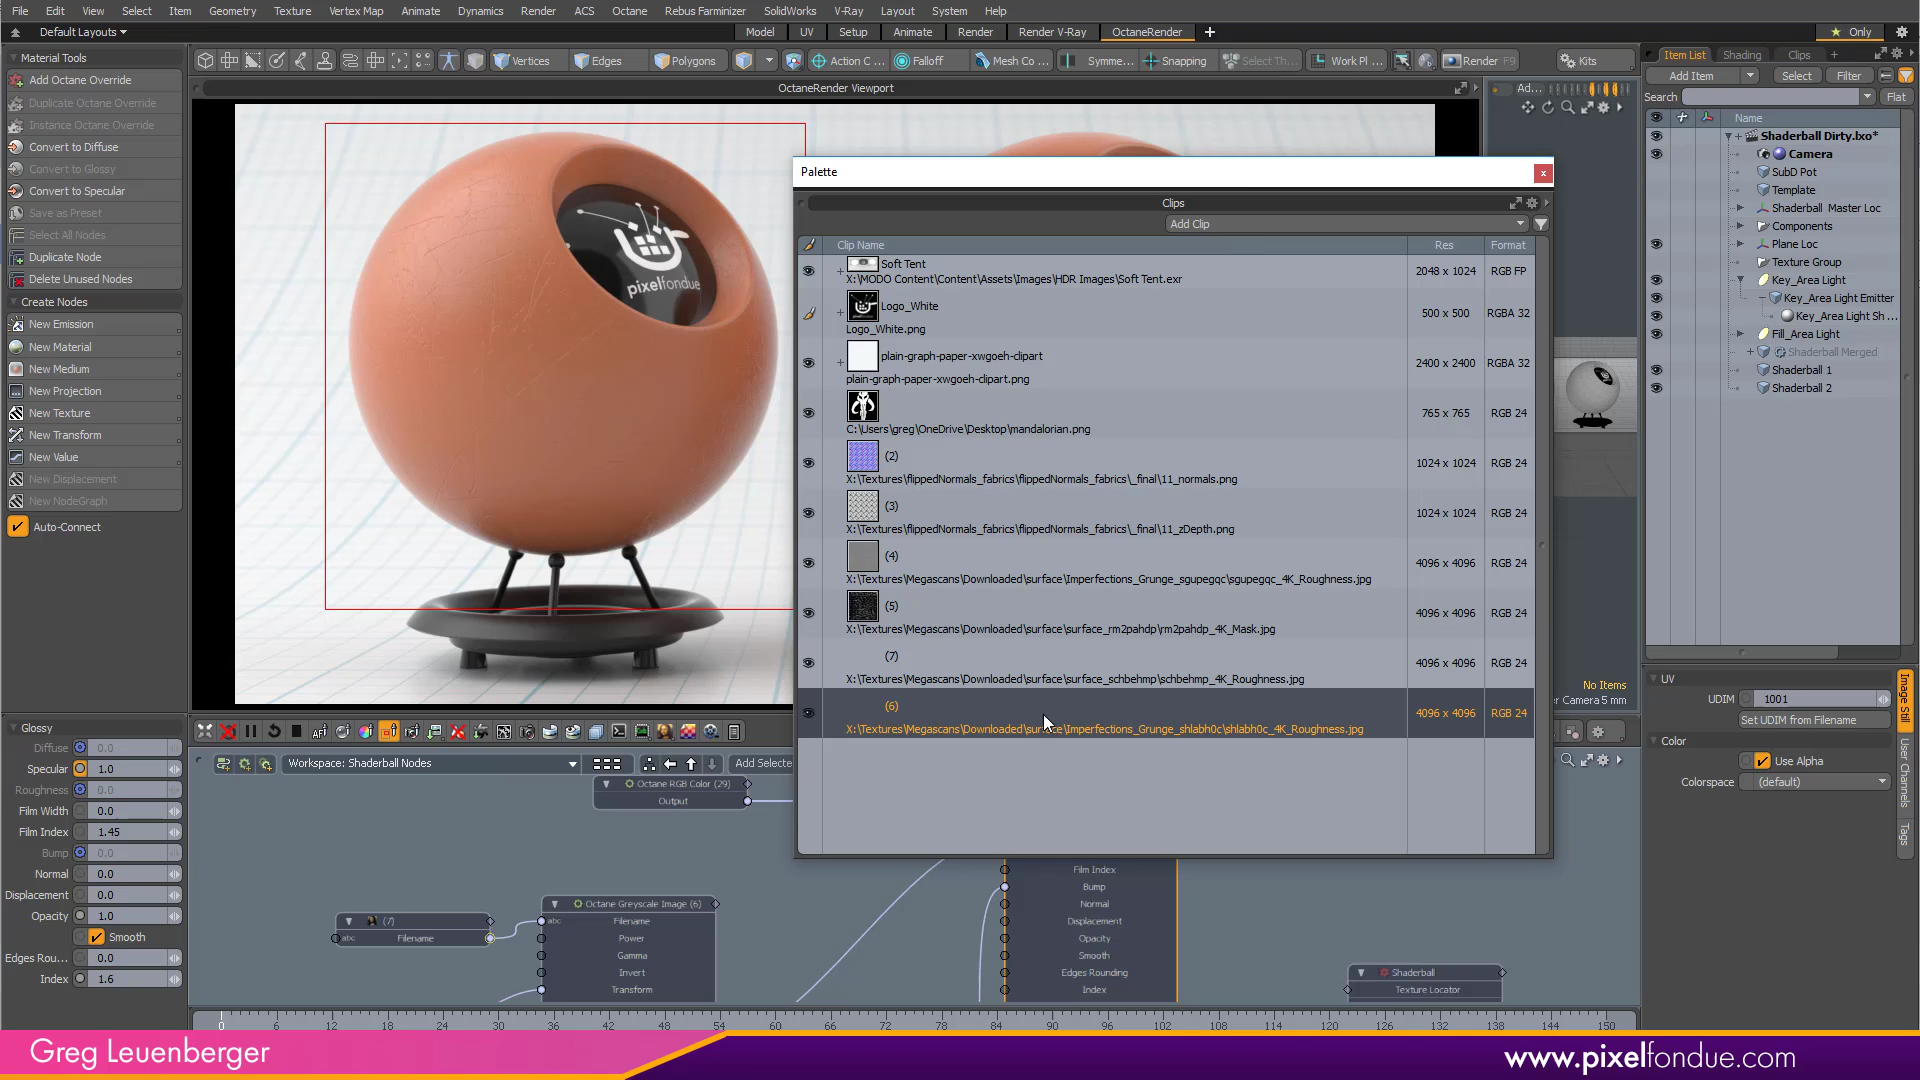 File Edit View Select Item Geometry Texture Vertex Map Animate Dynamics Render ACS Octane Rebus Farminizer SolidWorks V-Ray Layout System Help
Default Layouts Model UV Setup Animate Render Render V-Ray OctaneRender + Only
Material Tools Vertices Edges Polygons Action C ... Falloff Mesh Co ... Symme... Snapping Select Th... Work Pl ... Render F9 Kits
Item List Shading Clips +
Add Octane Override
Duplicate Octane Override
Instance Octane Override
Convert to Diffuse
Convert to Glossy
Convert to Specular
Save as Preset
Select All Nodes
Duplicate Node
Delete Unused Nodes
Create Nodes
New Emission
New Material
New Medium
New Projection
New Texture
New Transform
New Value
New Displacement
New NodeGraph
Auto-Connect
OctaneRender Viewport
Ad...
pixelfondue
Palette
Clips
Add Clip
Clip Name Res Format
Soft Tent
X:\MODO Content\Content\Assets\Images\HDR Images\Soft Tent.exr 2048 x 1024 RGB FP
Logo_White
Logo_White.png 500 x 500 RGBA 32
plain-graph-paper-xwgoeh-clipart
plain-graph-paper-xwgoeh-clipart.png 2400 x 2400 RGBA 32
C:\Users\greg\OneDrive\Desktop\mandalorian.png 765 x 765 RGB 24
(2)
X:\Textures\flippedNormals_fabrics\flippedNormals_fabrics\_final\11_normals.png 1024 x 1024 RGB 24
(3)
X:\Textures\flippedNormals_fabrics\flippedNormals_fabrics\_final\11_zDepth.png 1024 x 1024 RGB 24
(4)
X:\Textures\Megascans\Downloaded\surface\Imperfections_Grunge_sgupegqc\sgupegqc_4K_Roughness.jpg 4096 x 4096 RGB 24
(5)
X:\Textures\Megascans\Downloaded\surface\surface_rm2pahdp\rm2pahdp_4K_Mask.jpg 4096 x 4096 RGB 24
(7)
X:\Textures\Megascans\Downloaded\surface\surface_schbehmp\schbehmp_4K_Roughness.jpg 4096 x 4096 RGB 24
(6)
X:\Textures\Megascans\Downloaded\surface\Imperfections_Grunge_shlabh0c\shlabh0c_4K_Roughness.jpg 4096 x 4096 RGB 24
Add Item Select Filter
Search Flat
Name
Shaderball Dirty.lxo*
Camera
SubD Pot
Template
Shaderball Master Loc
Components
Plane Loc
Texture Group
Key_Area Light
Key_Area Light Emitter
Key_Area Light Sh ...
Fill_Area Light
Shaderball Merged
Shaderball 1
Shaderball 2
No Items
er Camera 5 mm
UV
UDIM 1001
Set UDIM from Filename
Color
Use Alpha
Colorspace (default)
Image Still
User Channels
Tags
Glossy
Diffuse 0.0
Specular 1.0
Roughness 0.0
Film Width 0.0
Film Index 1.45
Bump 0.0
Normal 0.0
Displacement 0.0
Opacity 1.0
Smooth
Edges Rou... 0.0
Index 1.6
AFi
Workspace: Shaderball Nodes Add Selecte
Octane RGB Color (29)
Output
(7)
abc Filename
Octane Greyscale Image (6)
abc Filename
Power
Gamma
Invert
Transform
Film Index
Bump
Normal
Displacement
Opacity
Smooth
Edges Rounding
Index
Shaderball
Texture Locator
0 6 12 18 24 30 36 42 48 54 60 66 72 78 84 90 96 102 108 114 120 126 132 138 144 150
Greg Leuenberger
www.pixelfondue.com